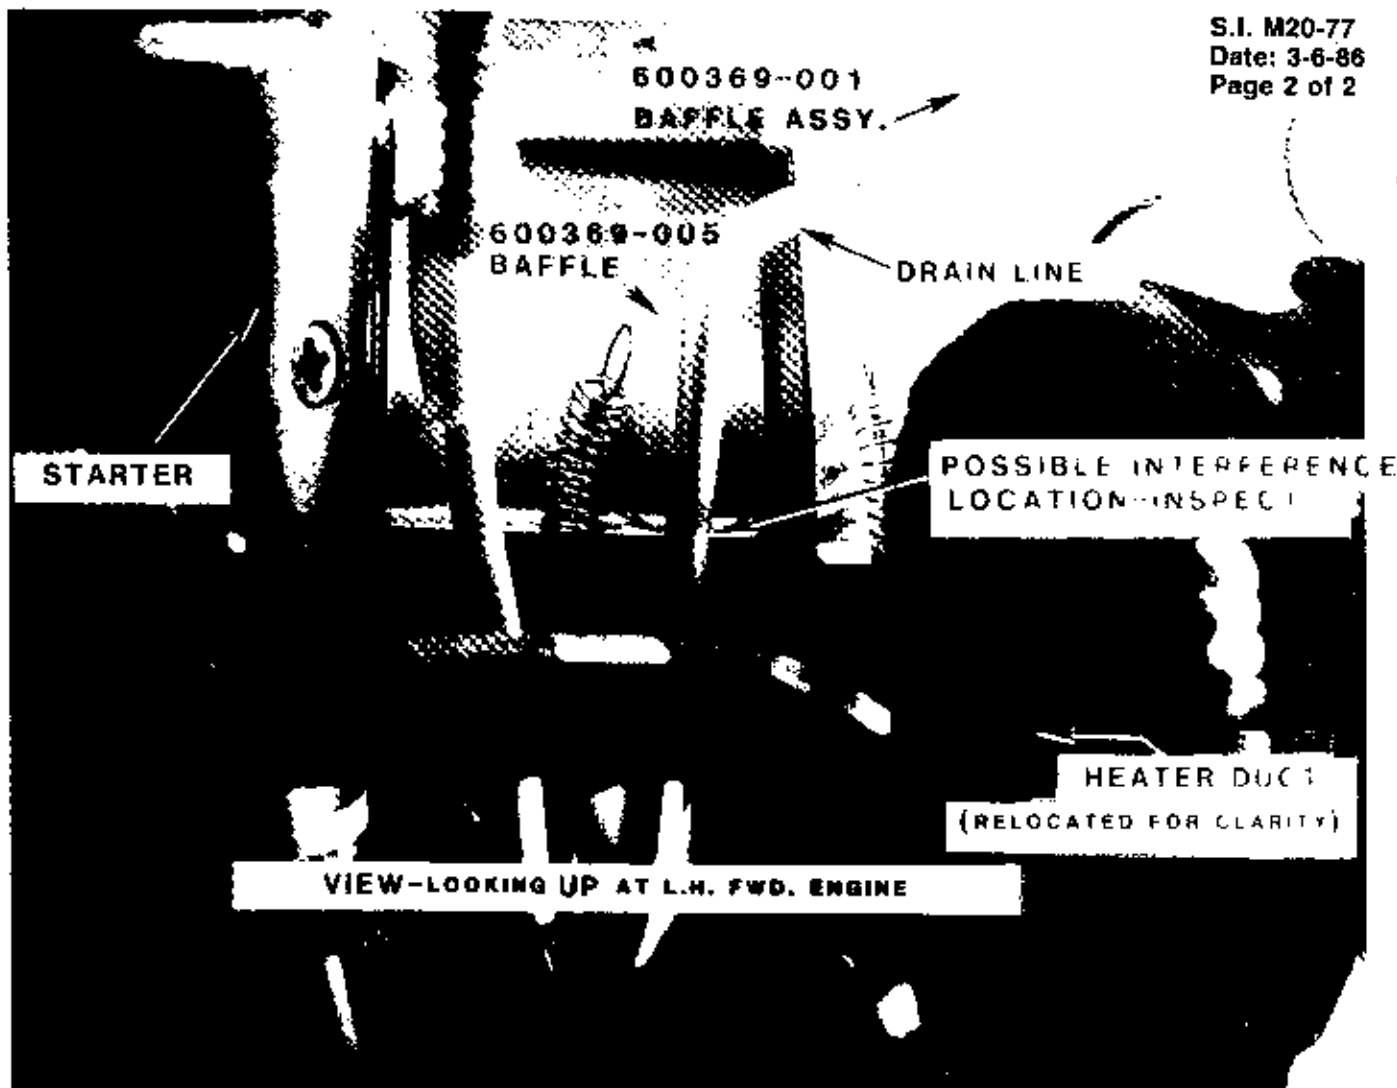 S.I. M20-77
Date: 3-6-86
Page 2 of 2
600369-001
BAFFLE ASSY.
600369-005
BAFFLE
DRAIN LINE
STARTER
POSSIBLE INTERFERENCE
LOCATION-INSPECT
HEATER DUCT
(RELOCATED FOR CLARITY)
VIEW-LOOKING UP AT L.H. FWD. ENGINE